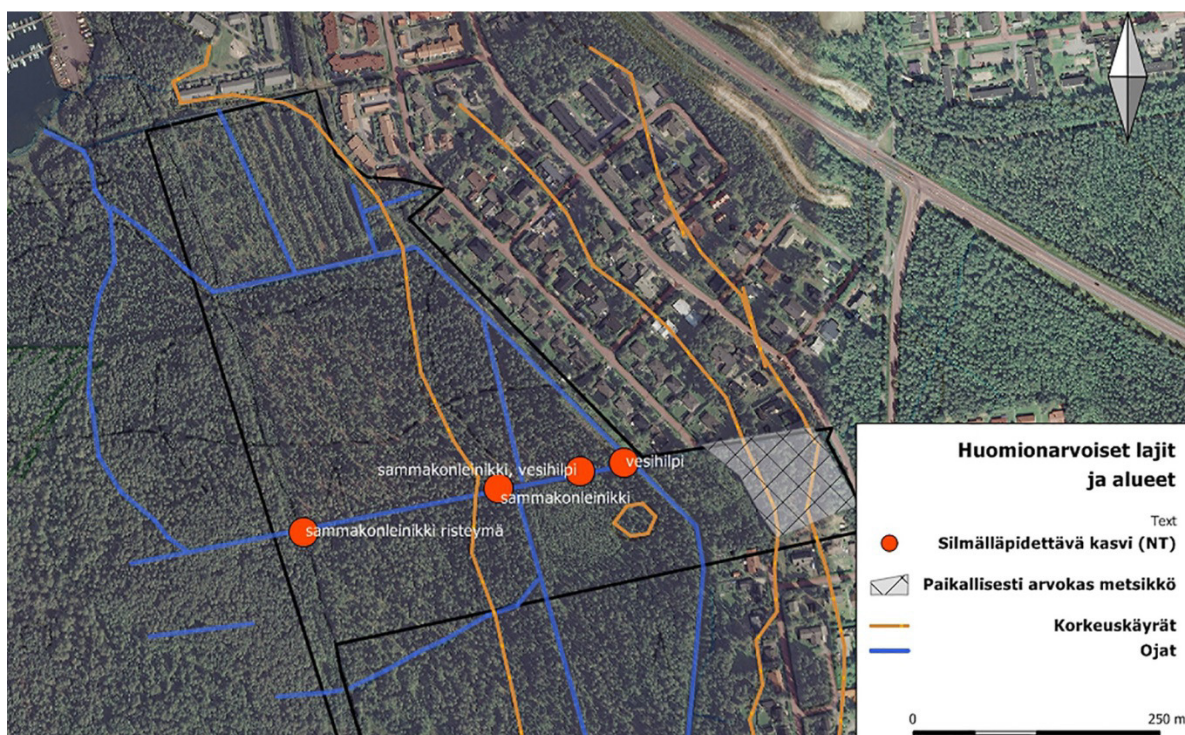 sammakonleinikki, vesihilpi
vesihilpi
sammakonleinikki
sammakonleinikki risteymä
Huomionarvoiset lajit
ja alueet
Text
Silmälläpidettävä kasvi (NT)
Paikallisesti arvokas metsikkö
Korkeuskäyrät
Ojat
0
250 m